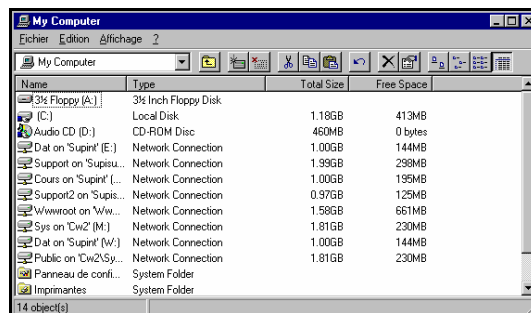 My Computer
Fichier Edition Affichage ?
My Computer
Name Type Total Size Free Space
3½ Floppy (A:) 3½ Inch Floppy Disk
(C:) Local Disk 1.18GB 413MB
Audio CD (D:) CD-ROM Disc 460MB 0 bytes
Dat on 'Supint' (E:) Network Connection 1.00GB 144MB
Support on 'Supisu... Network Connection 1.99GB 298MB
Cours on 'Supint' (... Network Connection 1.00GB 195MB
Support2 on 'Supis... Network Connection 0.97GB 125MB
Wwwroot on 'Ww... Network Connection 1.58GB 661MB
Sys on 'Cw2' (M:) Network Connection 1.81GB 230MB
Dat on 'Supint' (W:) Network Connection 1.00GB 144MB
Public on 'Cw2\Sy... Network Connection 1.81GB 230MB
Panneau de confi... System Folder
Imprimantes System Folder
14 object(s)